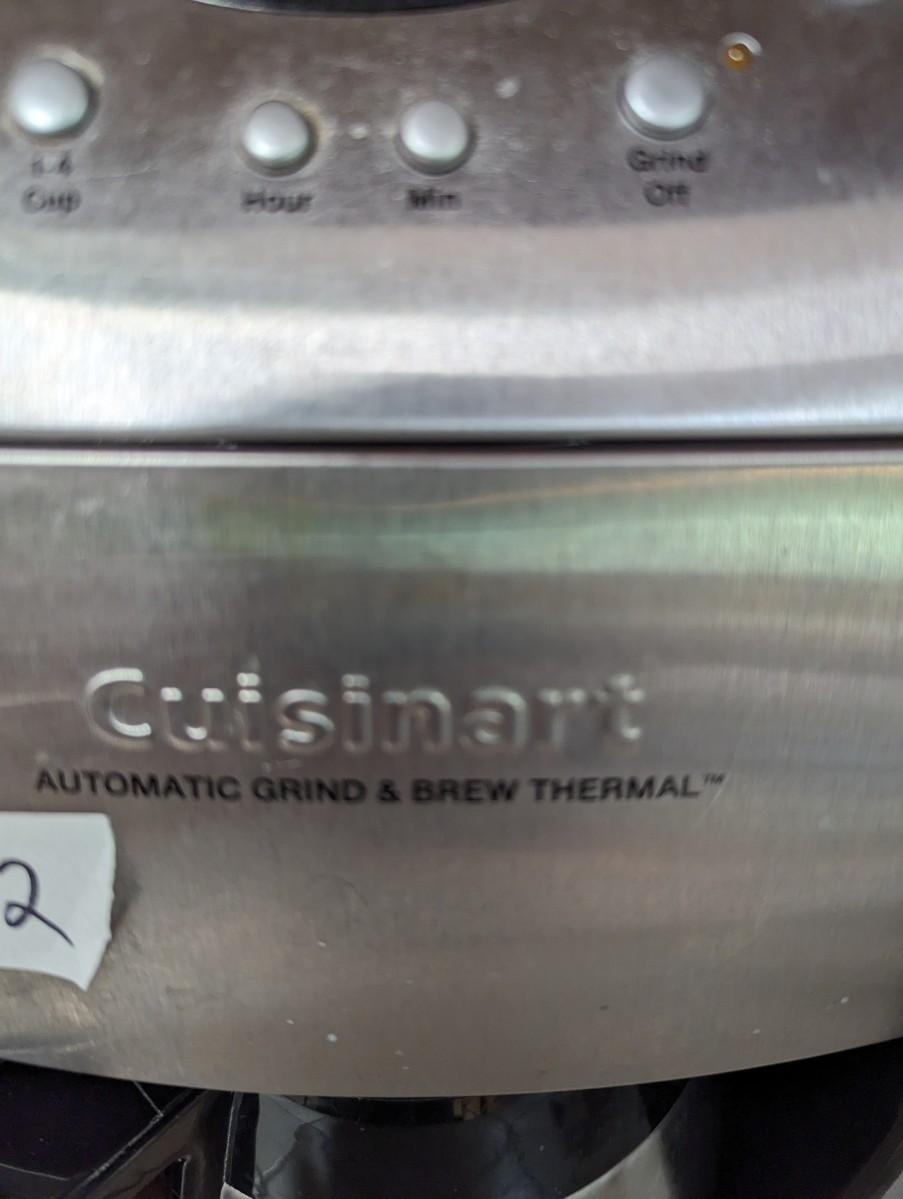 1-4
Cup
Hour
Min
Grind
Off
Cuisinart
AUTOMATIC GRIND & BREW THERMAL™
2